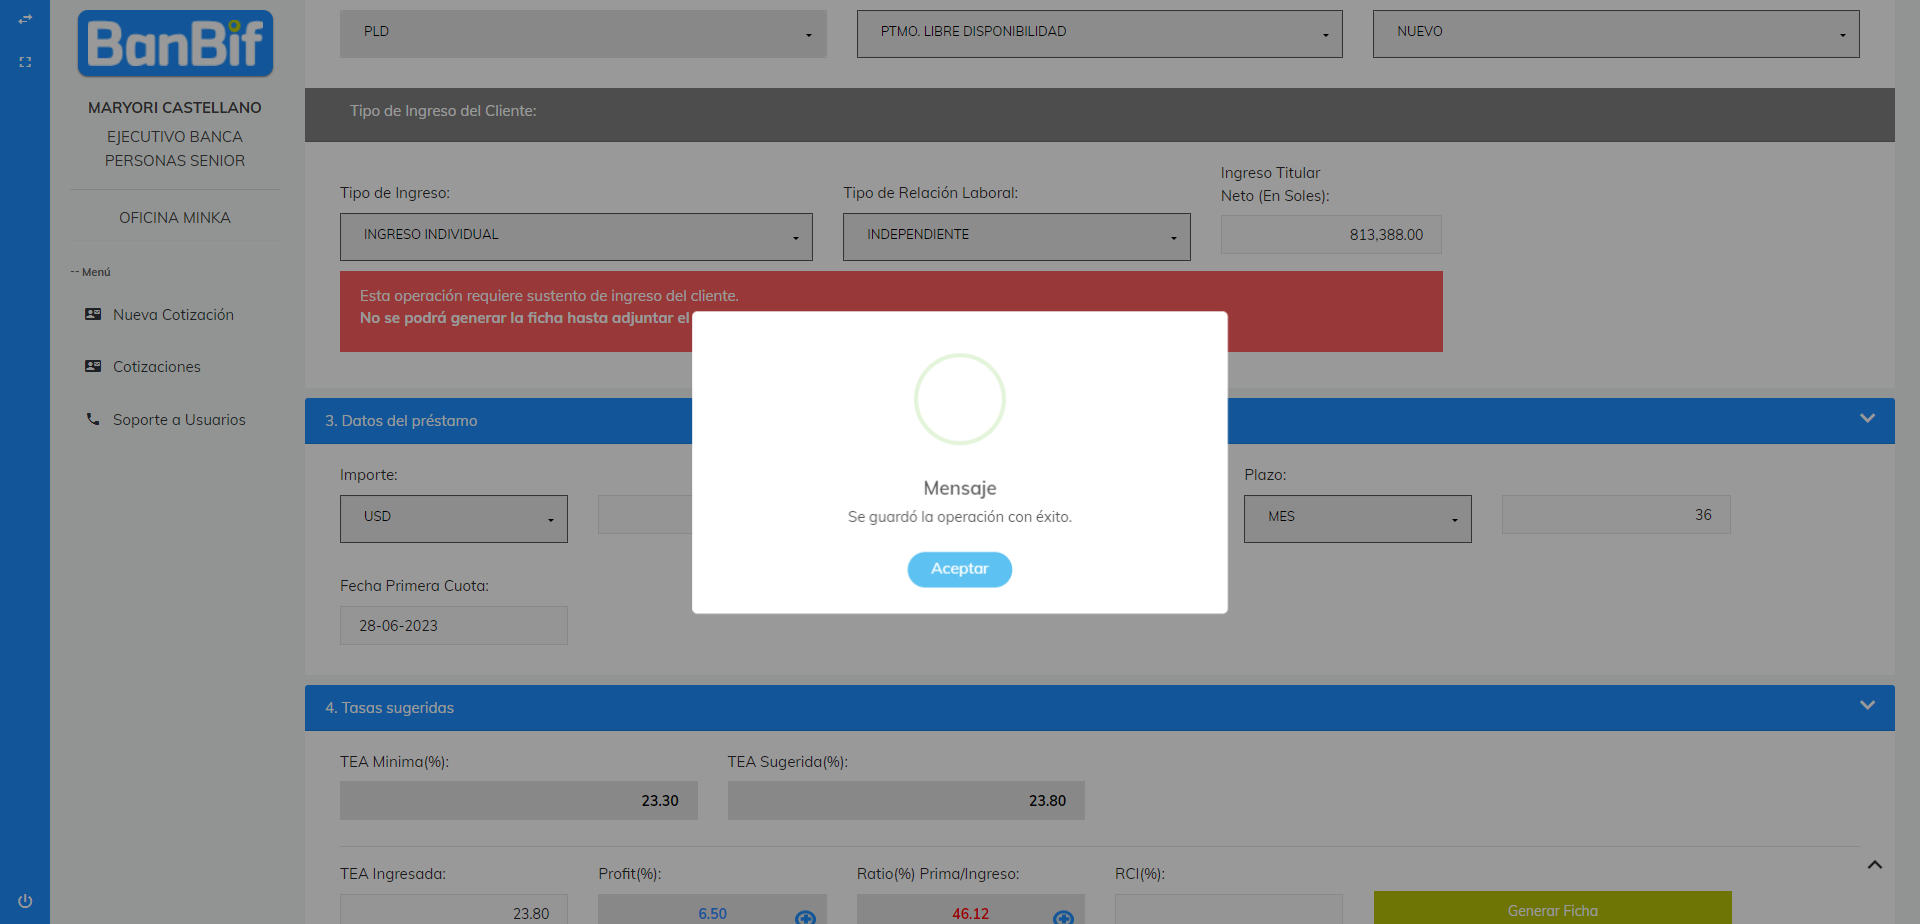 BanBif
MARYORI CASTELLANO
EJECUTIVO BANCA
PERSONAS SENIOR
OFICINA MINKA
-- Menú
Nueva Cotización
Cotizaciones
Soporte a Usuarios
PLD
PTMO. LIBRE DISPONIBILIDAD
NUEVO
Tipo de Ingreso del Cliente:
Tipo de Ingreso:
Tipo de Relación Laboral:
Ingreso Titular
Neto (En Soles):
INGRESO INDIVIDUAL
INDEPENDIENTE
813,388.00
Esta operación requiere sustento de ingreso del cliente.
No se podrá generar la ficha hasta adjuntar el
Mensaje
Se guardó la operación con éxito.
Aceptar
3. Datos del préstamo
Importe:
Plazo:
USD
MES
36
Fecha Primera Cuota:
28-06-2023
4. Tasas sugeridas
TEA Minima(%):
TEA Sugerida(%):
23.30
23.80
TEA Ingresada:
Profit(%):
Ratio(%) Prima/Ingreso:
RCI(%):
23.80
6.50
46.12
Generar Ficha